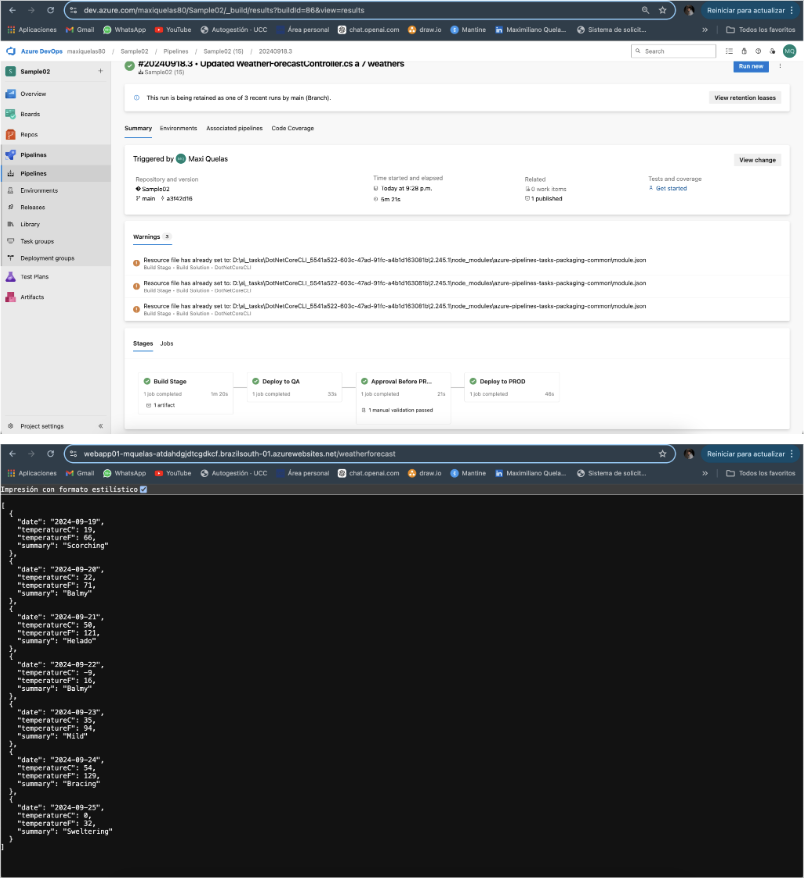 dev.azure.com/maxiquelas80/Sample02/_build/results?buildId=86&view=results
Reiniciar para actualizar
Aplicaciones Gmail WhatsApp YouTube Autogestión - UCC Área personal chat.openai.com draw.io Mantine Maximiliano Quela... Sistema de solicit... » Todos los favoritos
Azure DevOps maxiquelas80 / Sample02 / Pipelines / Sample02 (15) / 20240918.3
Search
MQ
S Sample02 +
Overview
Boards
Repos
Pipelines
Pipelines
Environments
Releases
Library
Task groups
Deployment groups
Test Plans
Artifacts
Project settings «
#20240918.3 • Updated WeatherForecastController.cs a 7 weathers
Sample02 (15)
Run new
This run is being retained as one of 3 recent runs by main (Branch).
View retention leases
Summary Environments Associated pipelines Code Coverage
Triggered by Maxi Quelas
View change
Repository and version
Sample02
main a3f42d16
Time started and elapsed
Today at 9:28 p.m.
6m 21s
Related
0 work items
1 published
Tests and coverage
Get started
Warnings 3
Resource file has already set to: D:\a\_tasks\DotNetCoreCLI_5541a522-603c-47ad-91fc-a4b1d163081b\2.245.1\node_modules\azure-pipelines-tasks-packaging-common\module.json
Build Stage • Build Solution • DotNetCoreCLI
Resource file has already set to: D:\a\_tasks\DotNetCoreCLI_5541a522-603c-47ad-91fc-a4b1d163081b\2.245.1\node_modules\azure-pipelines-tasks-packaging-common\module.json
Build Stage • Build Solution • DotNetCoreCLI
Resource file has already set to: D:\a\_tasks\DotNetCoreCLI_5541a522-603c-47ad-91fc-a4b1d163081b\2.245.1\node_modules\azure-pipelines-tasks-packaging-common\module.json
Build Stage • Build Solution • DotNetCoreCLI
Stages Jobs
Build Stage
1 job completed 1m 20s
1 artifact
Deploy to QA
1 job completed 33s
Approval Before PR...
1 job completed 21s
1 manual validation passed
Deploy to PROD
1 job completed 48s
webapp01-mquelas-atdahdgjdtcgdkcf.brazilsouth-01.azurewebsites.net/weatherforecast
Reiniciar para actualizar
Aplicaciones Gmail WhatsApp YouTube Autogestión - UCC Área personal chat.openai.com draw.io Mantine Maximiliano Quela... Sistema de solicit... » Todos los favoritos
Impresión con formato estilístico
[
{
"date": "2024-09-19",
"temperatureC": 19,
"temperatureF": 66,
"summary": "Scorching"
},
{
"date": "2024-09-20",
"temperatureC": 22,
"temperatureF": 71,
"summary": "Balmy"
},
{
"date": "2024-09-21",
"temperatureC": 50,
"temperatureF": 121,
"summary": "Helado"
},
{
"date": "2024-09-22",
"temperatureC": -9,
"temperatureF": 16,
"summary": "Balmy"
},
{
"date": "2024-09-23",
"temperatureC": 35,
"temperatureF": 94,
"summary": "Mild"
},
{
"date": "2024-09-24",
"temperatureC": 54,
"temperatureF": 129,
"summary": "Bracing"
},
{
"date": "2024-09-25",
"temperatureC": 0,
"temperatureF": 32,
"summary": "Sweltering"
}
]